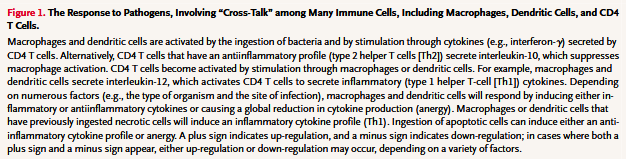 Figure 1. The Response to Pathogens, Involving “Cross-Talk” among Many Immune Cells, Including Macrophages, Dendritic Cells, and CD4
T Cells.
Macrophages and dendritic cells are activated by the ingestion of bacteria and by stimulation through cytokines (e.g., interferon-γ) secreted by
CD4 T cells. Alternatively, CD4 T cells that have an antiinflammatory profile (type 2 helper T cells [Th2]) secrete interleukin-10, which suppresses
macrophage activation. CD4 T cells become activated by stimulation through macrophages or dendritic cells. For example, macrophages and
dendritic cells secrete interleukin-12, which activates CD4 T cells to secrete inflammatory (type 1 helper T-cell [Th1]) cytokines. Depending
on numerous factors (e.g., the type of organism and the site of infection), macrophages and dendritic cells will respond by inducing either in-
flammatory or antiinflammatory cytokines or causing a global reduction in cytokine production (anergy). Macrophages or dendritic cells that
have previously ingested necrotic cells will induce an inflammatory cytokine profile (Th1). Ingestion of apoptotic cells can induce either an anti-
inflammatory cytokine profile or anergy. A plus sign indicates up-regulation, and a minus sign indicates down-regulation; in cases where both a
plus sign and a minus sign appear, either up-regulation or down-regulation may occur, depending on a variety of factors.